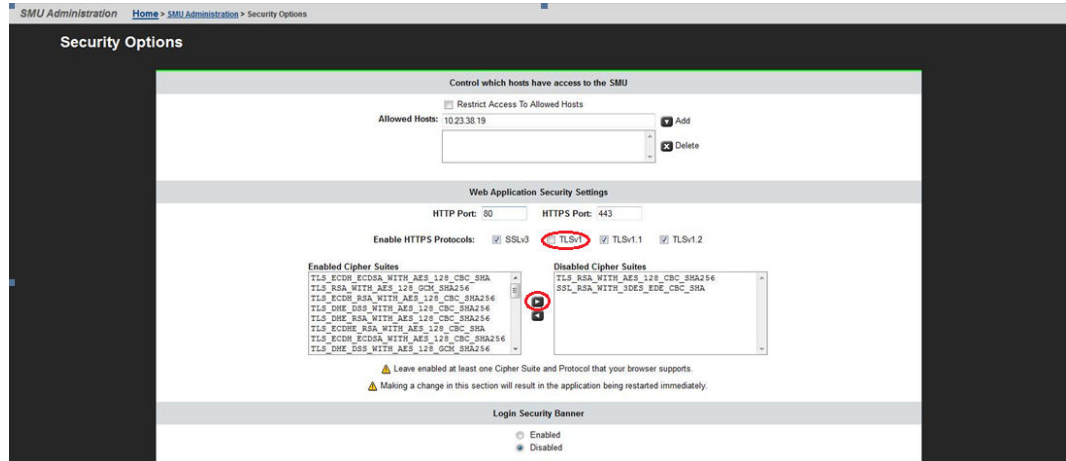 SMU Administration Home > SMU Administration > Security Options
Security Options
Control which hosts have access to the SMU
Restrict Access To Allowed Hosts
Allowed Hosts: 10.23.38.19 Add
Delete
Web Application Security Settings
HTTP Port: 80 HTTPS Port: 443
Enable HTTPS Protocols: SSLv3 TLSv1 TLSv1.1 TLSv1.2
Enabled Cipher Suites Disabled Cipher Suites
TLS_ECDH_ECDSA_WITH_AES_128_CBC_SHA TLS_RSA_WITH_AES_128_CBC_SHA256
TLS_RSA_WITH_AES_128_GCM_SHA256 SSL_RSA_WITH_3DES_EDE_CBC_SHA
TLS_ECDH_RSA_WITH_AES_128_CBC_SHA256
TLS_DHE_DSS_WITH_AES_128_CBC_SHA256
TLS_DHE_RSA_WITH_AES_128_CBC_SHA256
TLS_ECDHE_RSA_WITH_AES_128_CBC_SHA
TLS_ECDH_ECDSA_WITH_AES_128_CBC_SHA256
TLS_DHE_DSS_WITH_AES_128_GCM_SHA256
Leave enabled at least one Cipher Suite and Protocol that your browser supports.
Making a change in this section will result in the application being restarted immediately.
Login Security Banner
Enabled
Disabled